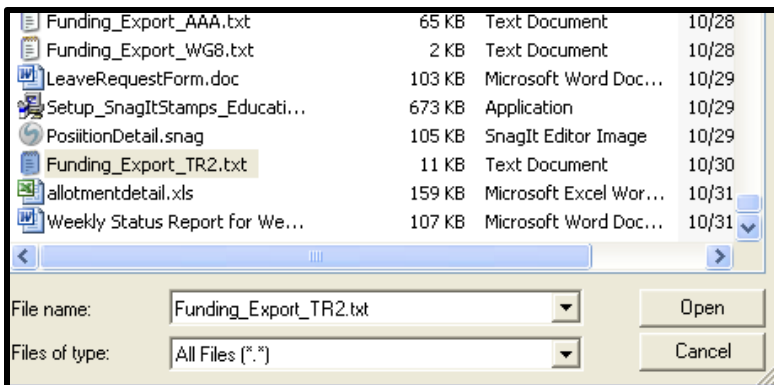 Funding_Export_AAA.txt 65 KB Text Document 10/28
Funding_Export_WG8.txt 2 KB Text Document 10/28
LeaveRequestForm.doc 103 KB Microsoft Word Doc... 10/29
Setup_SnagItStamps_Educati... 673 KB Application 10/29
PosiitionDetail.snag 105 KB SnagIt Editor Image 10/29
Funding_Export_TR2.txt 11 KB Text Document 10/30
allotmentdetail.xls 159 KB Microsoft Excel Wor... 10/31
Weekly Status Report for We... 107 KB Microsoft Word Doc... 10/31
File name: Funding_Export_TR2.txt Open
Files of type: All Files (*.*) Cancel